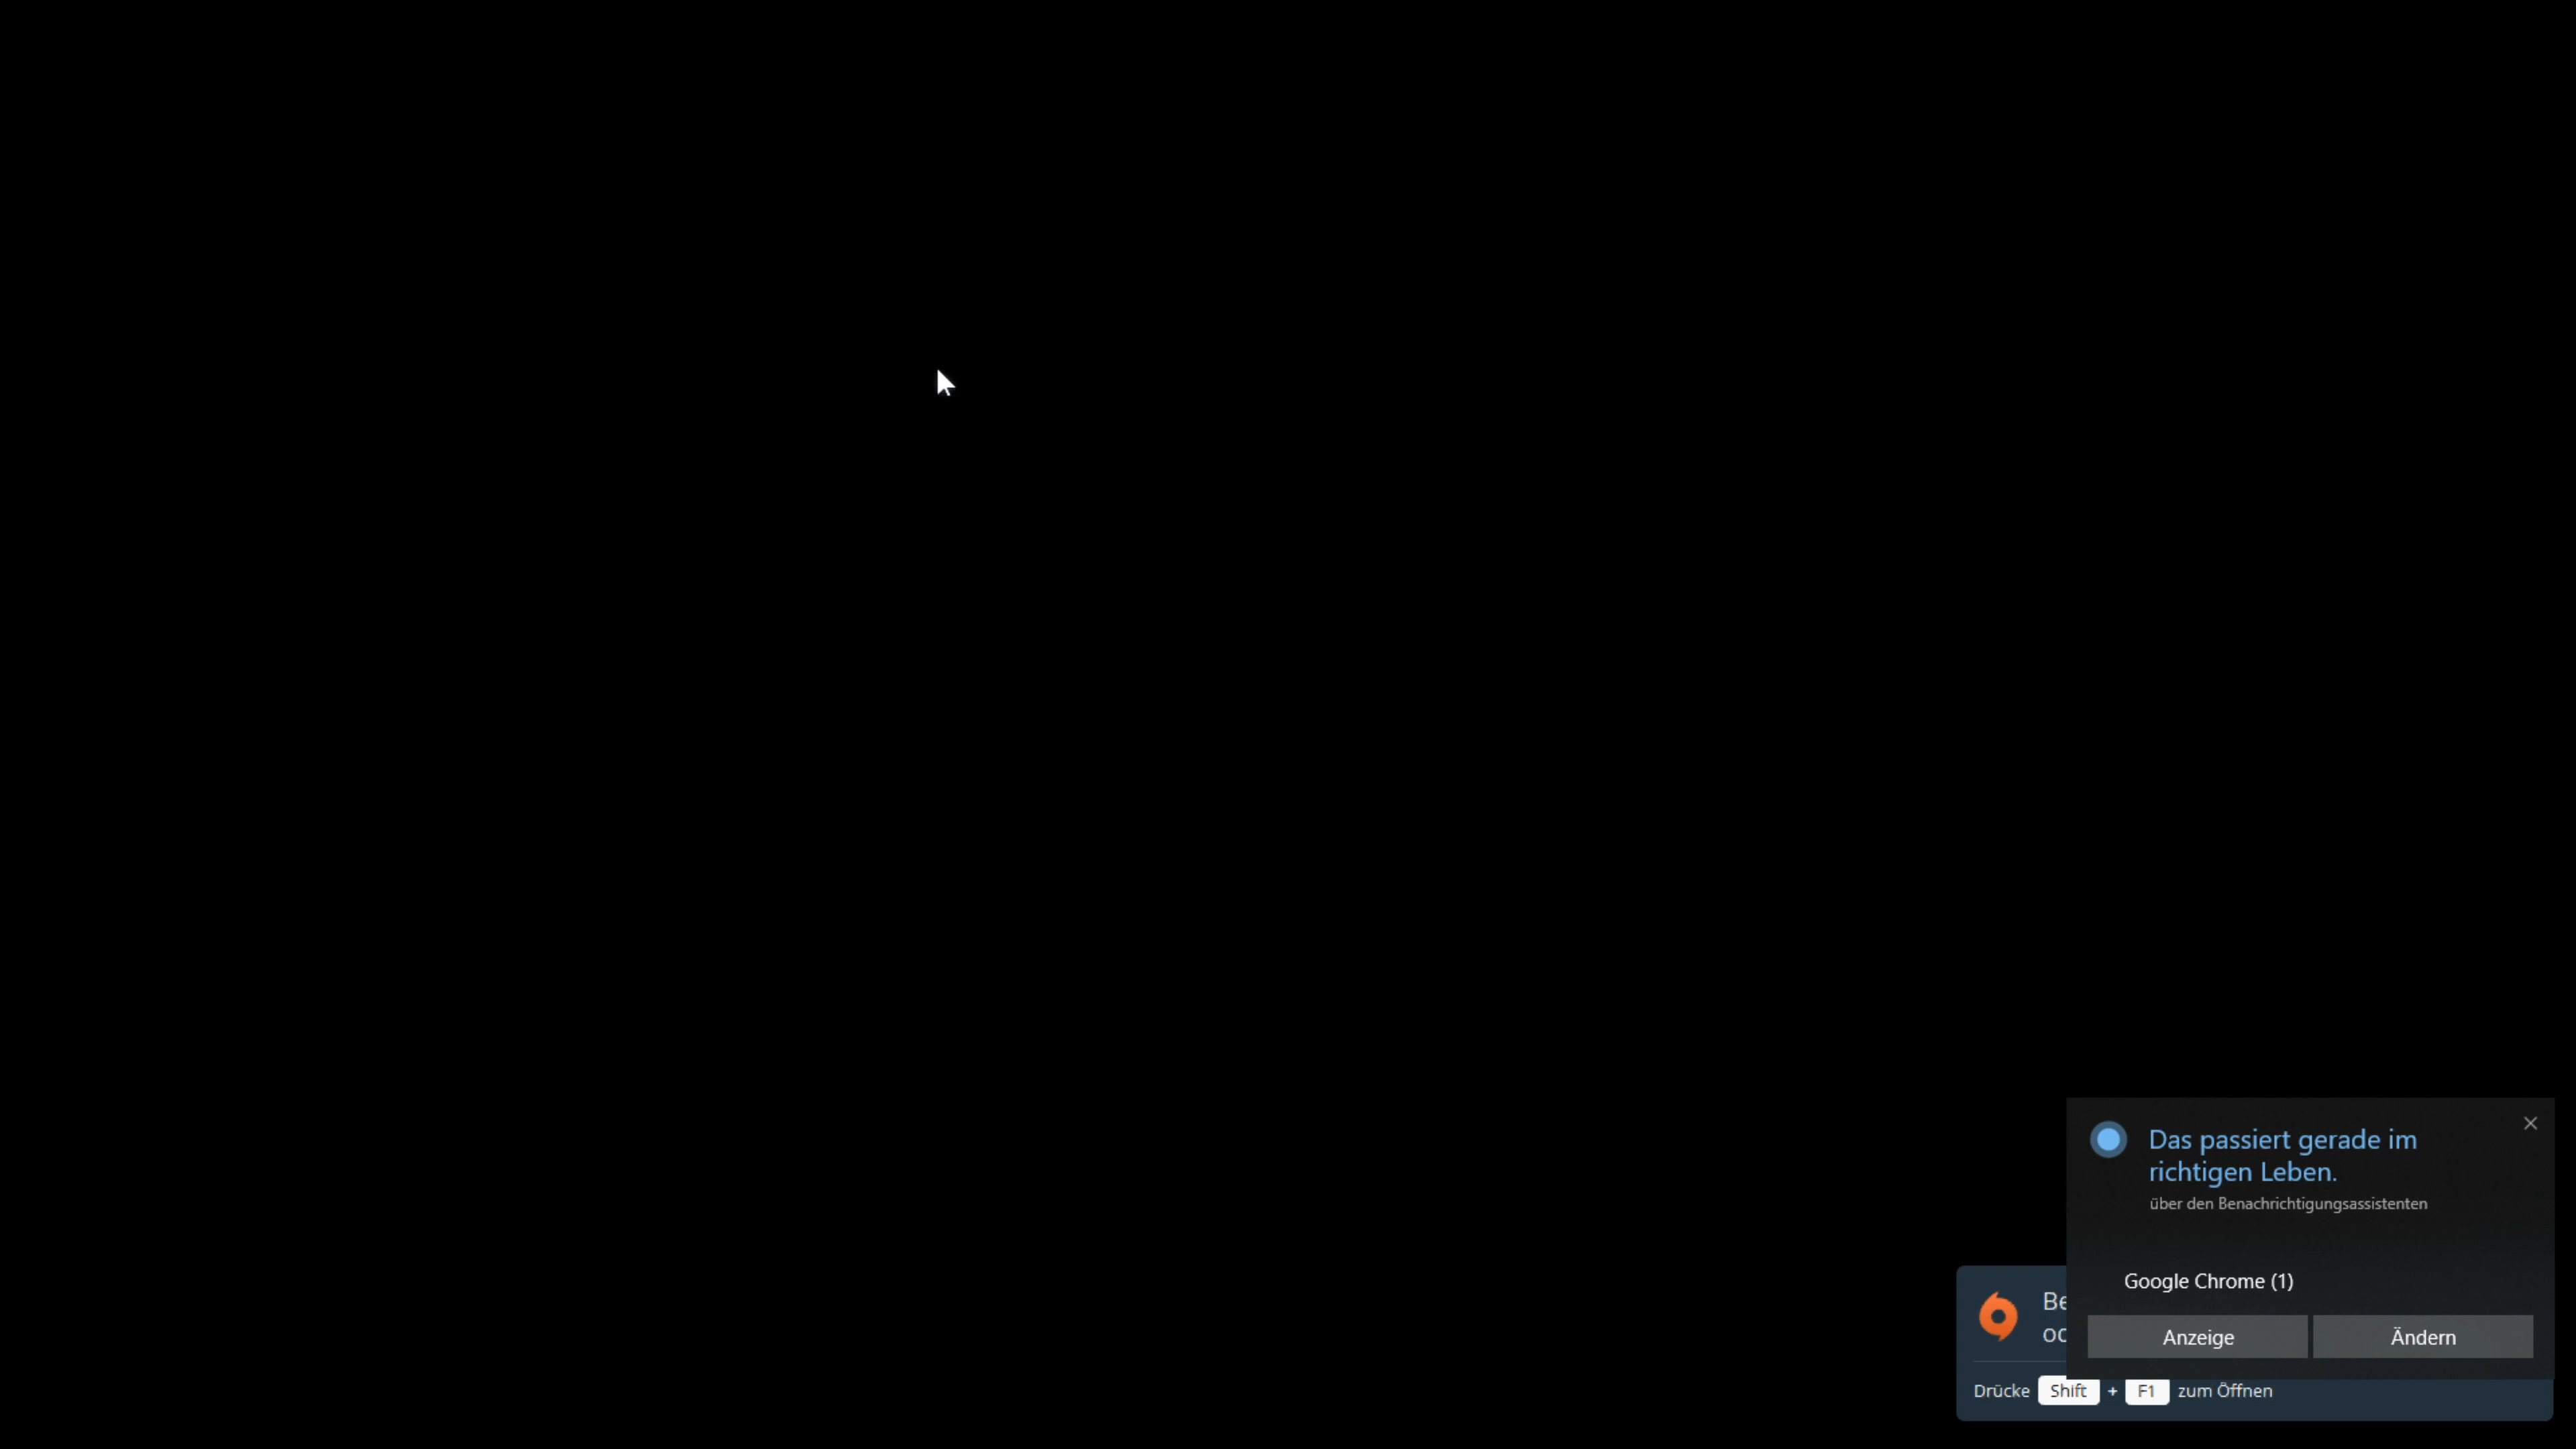 Das passiert gerade im
richtigen Leben.
über den Benachrichtigungsassistenten
Google Chrome (1)
Anzeige
Ändern
Drücke Shift + F1 zum Öffnen